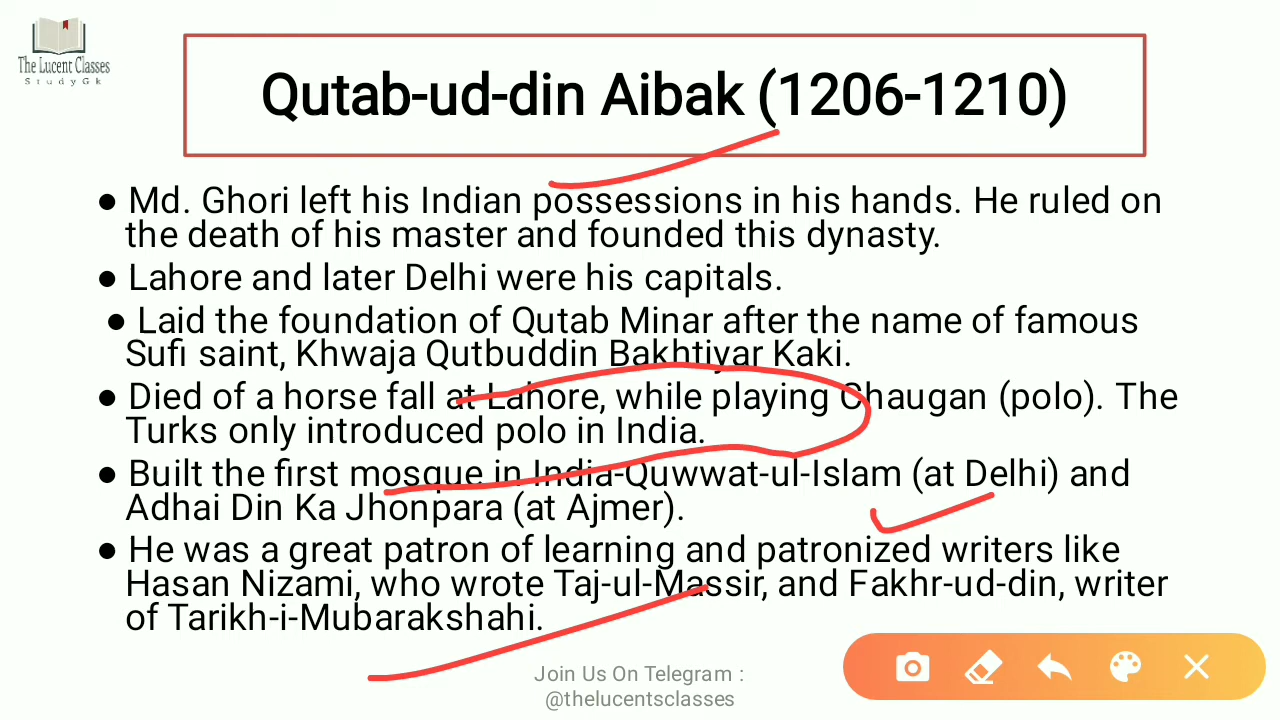 The Lucent Classes
StudyGk
Qutab-ud-din Aibak (1206-1210)
● Md. Ghori left his Indian possessions in his hands. He ruled on
the death of his master and founded this dynasty.
● Lahore and later Delhi were his capitals.
● Laid the foundation of Qutab Minar after the name of famous
Sufi saint, Khwaja Qutbuddin Bakhtiyar Kaki.
● Died of a horse fall at Lahore, while playing Chaugan (polo). The
Turks only introduced polo in India.
● Built the first mosque in India-Quwwat-ul-Islam (at Delhi) and
Adhai Din Ka Jhonpara (at Ajmer).
● He was a great patron of learning and patronized writers like
Hasan Nizami, who wrote Taj-ul-Massir, and Fakhr-ud-din, writer
of Tarikh-i-Mubarakshahi.
Join Us On Telegram :
@thelucentsclasses